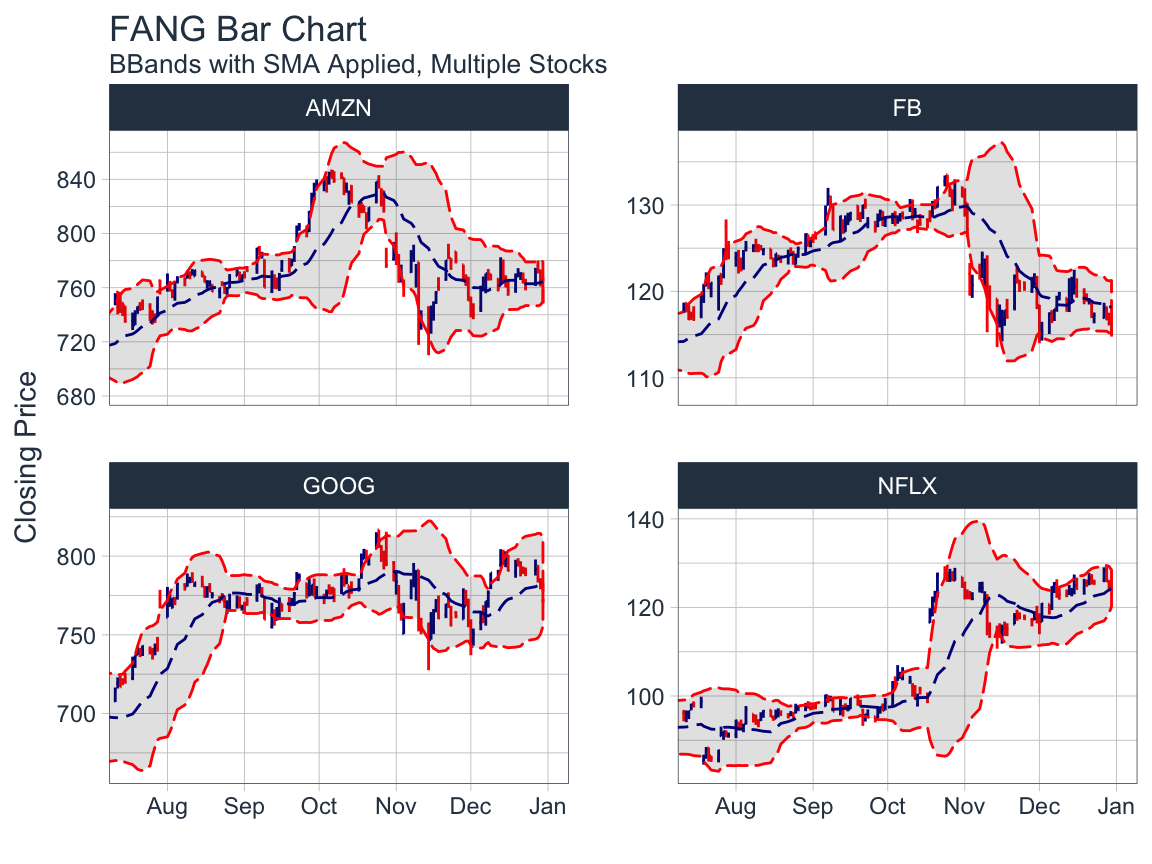 FANG Bar Chart
BBands with SMA Applied, Multiple Stocks
AMZN
FB
840
800
760
720
680
130
120
110
Closing Price
GOOG
NFLX
800
750
700
140
120
100
Aug Sep Oct Nov Dec Jan
Aug Sep Oct Nov Dec Jan